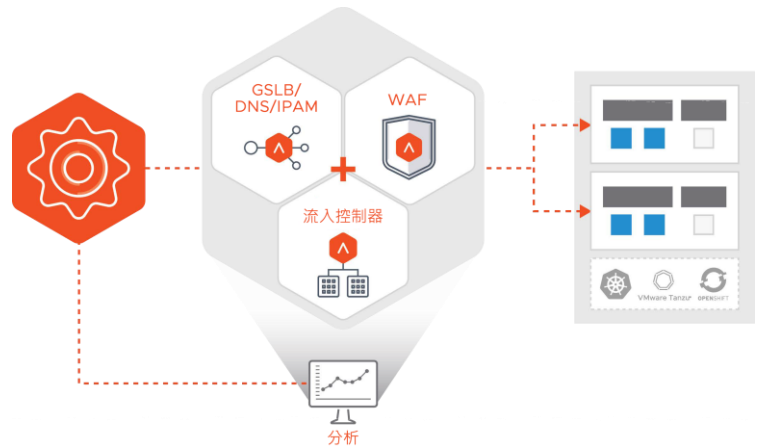 GSLB/
DNS/IPAM
WAF
流入控制器
VMware Tanzu
OPENSHIFT
分析